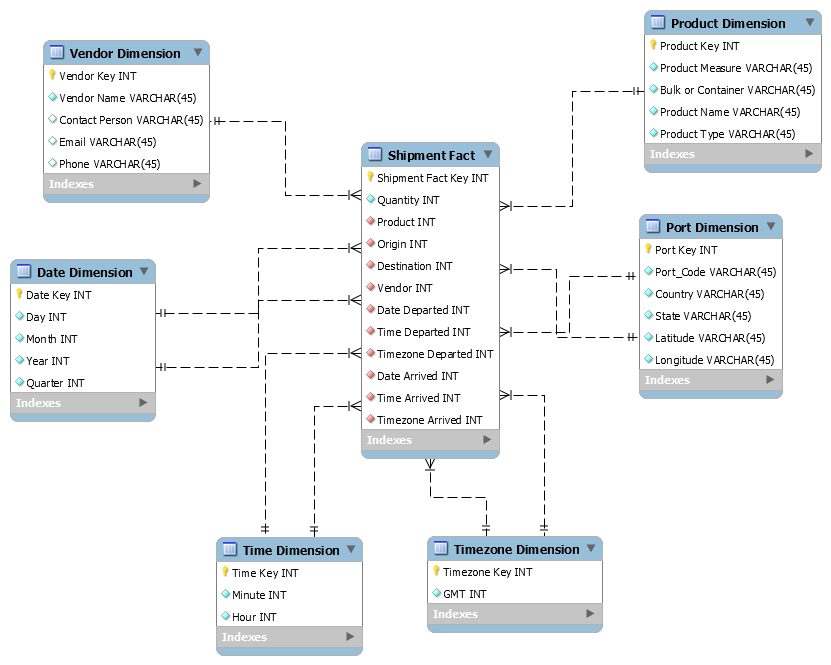 Vendor Dimension
Vendor Key INT
Vendor Name VARCHAR(45)
Contact Person VARCHAR(45)
Email VARCHAR(45)
Phone VARCHAR(45)
Indexes
Product Dimension
Product Key INT
Product Measure VARCHAR(45)
Bulk or Container VARCHAR(45)
Product Name VARCHAR(45)
Product Type VARCHAR(45)
Indexes
Shipment Fact
Shipment Fact Key INT
Quantity INT
Product INT
Origin INT
Destination INT
Vendor INT
Date Departed INT
Time Departed INT
Timezone Departed INT
Date Arrived INT
Time Arrived INT
Timezone Arrived INT
Indexes
Port Dimension
Port Key INT
Port_Code VARCHAR(45)
Country VARCHAR(45)
State VARCHAR(45)
Latitude VARCHAR(45)
Longitude VARCHAR(45)
Indexes
Date Dimension
Date Key INT
Day INT
Month INT
Year INT
Quarter INT
Indexes
Time Dimension
Time Key INT
Minute INT
Hour INT
Indexes
Timezone Dimension
Timezone Key INT
GMT INT
Indexes